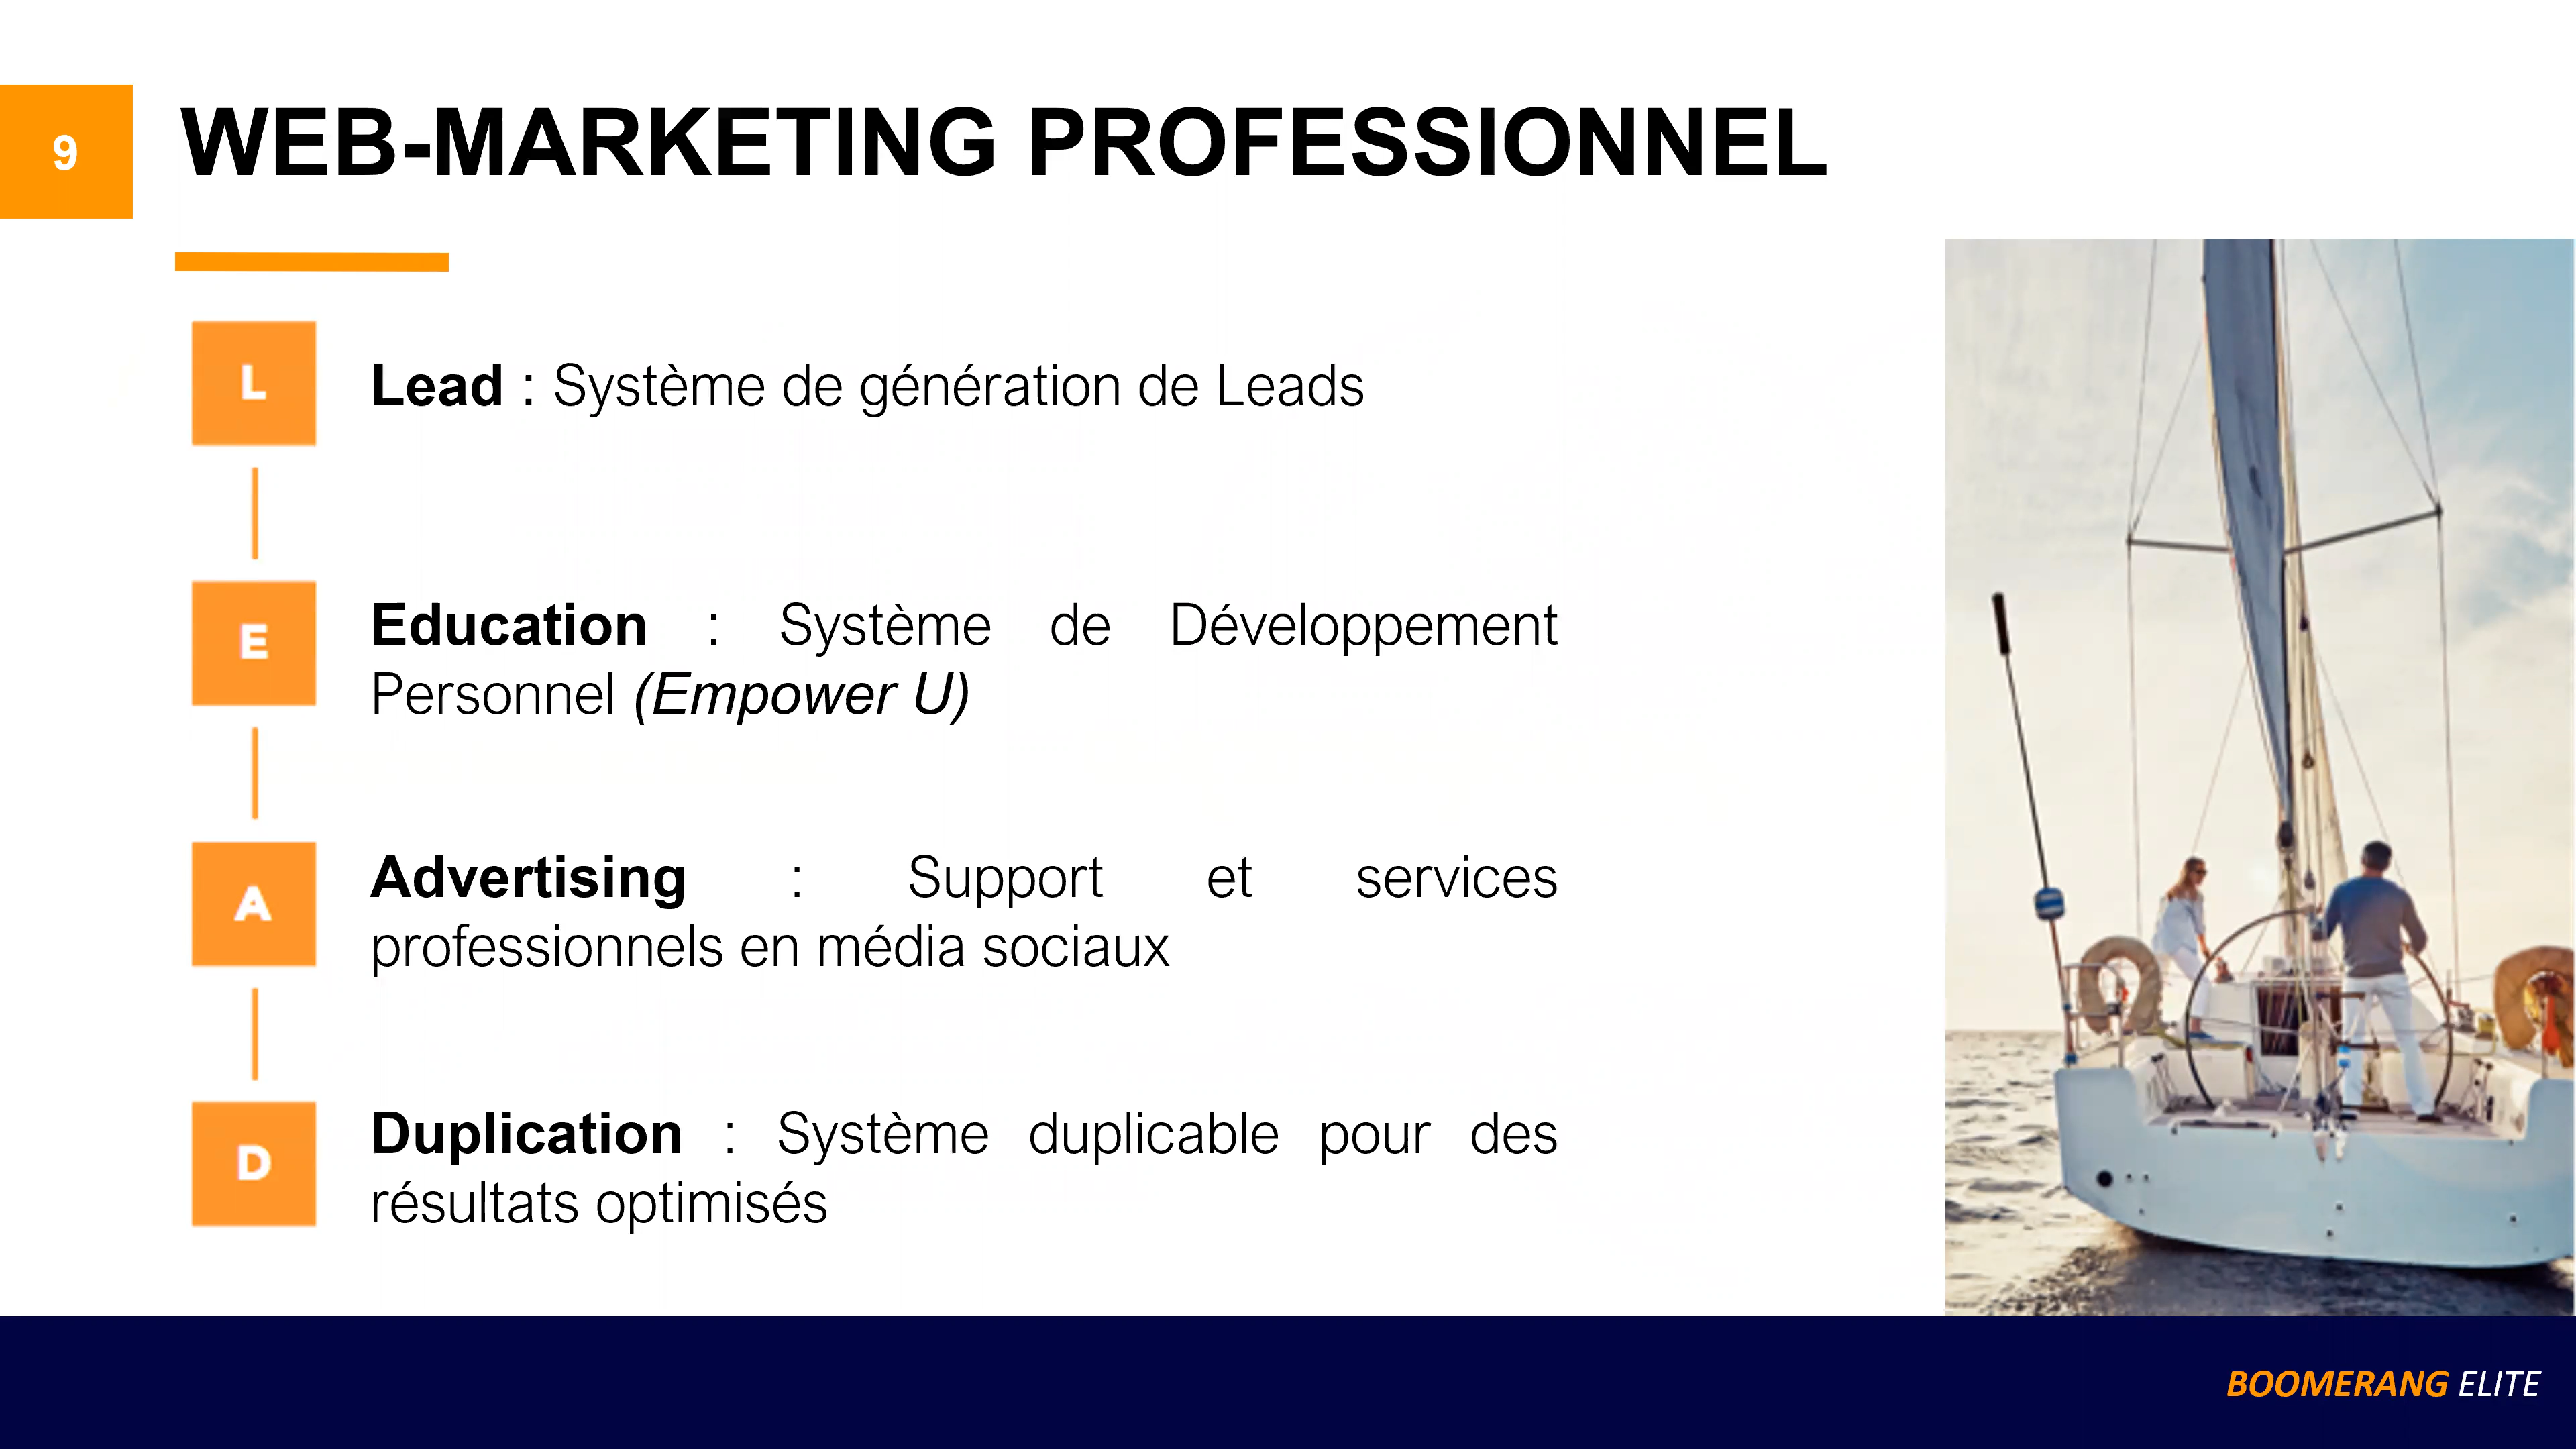 9
WEB-MARKETING PROFESSIONNEL
L
Lead : Système de génération de Leads
E
Education : Système de Développement
Personnel (Empower U)
A
Advertising : Support et services
professionnels en média sociaux
D
Duplication : Système duplicable pour des
résultats optimisés
BOOMERANG ELITE